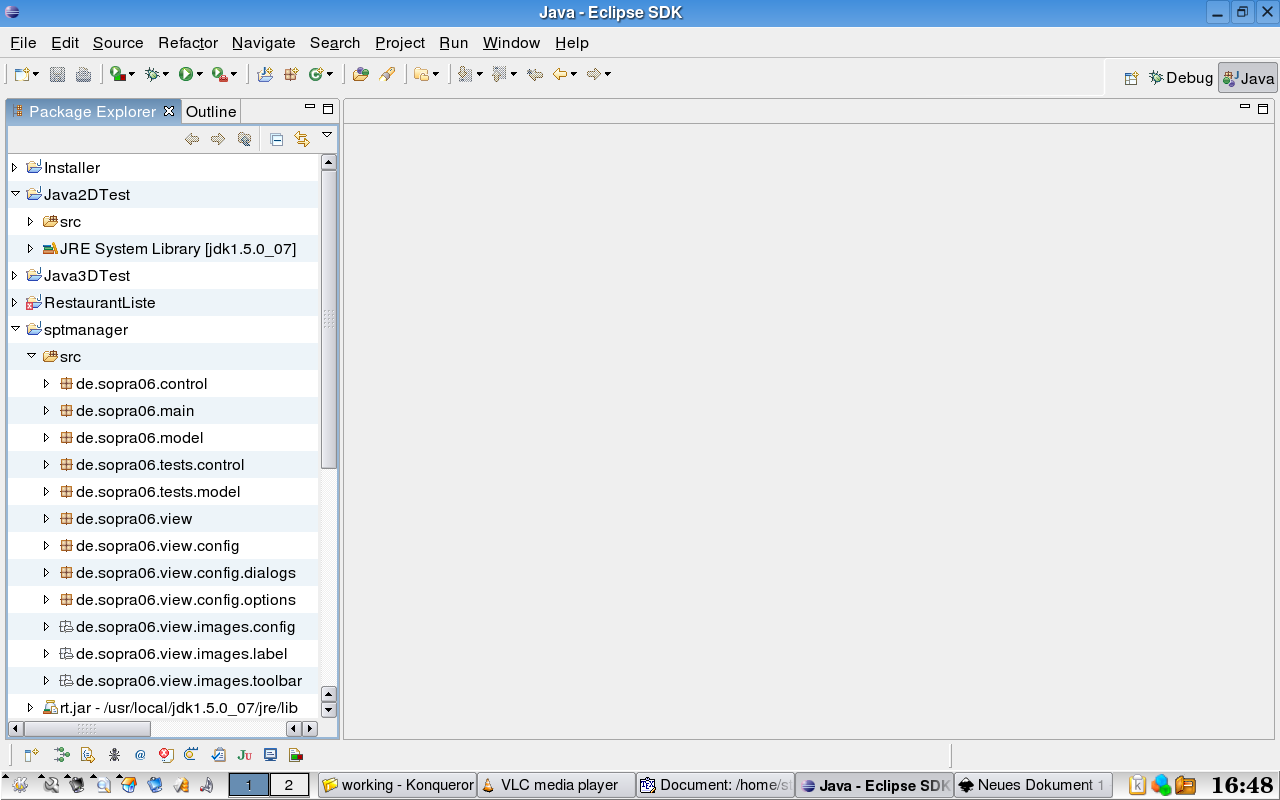 Java - Eclipse SDK
File Edit Source Refactor Navigate Search Project Run Window Help
Debug Java
Package Explorer Outline
Installer
Java2DTest
src
JRE System Library [jdk1.5.0_07]
Java3DTest
RestaurantListe
sptmanager
src
de.sopra06.control
de.sopra06.main
de.sopra06.model
de.sopra06.tests.control
de.sopra06.tests.model
de.sopra06.view
de.sopra06.view.config
de.sopra06.view.config.dialogs
de.sopra06.view.config.options
de.sopra06.view.images.config
de.sopra06.view.images.label
de.sopra06.view.images.toolbar
rt.jar - /usr/local/jdk1.5.0_07/jre/lib
@ Ju
1 2 working - Konqueror VLC media player Document: /home/st Java - Eclipse SDK Neues Dokument 1 16:48